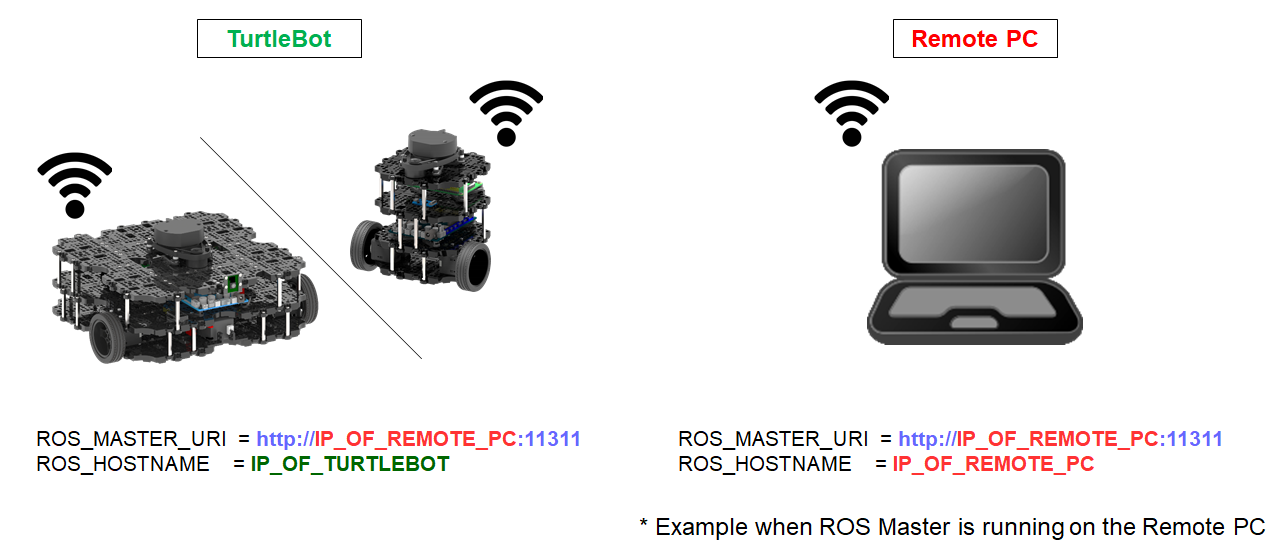 TurtleBot
Remote PC
ROS_MASTER_URI = http://IP_OF_REMOTE_PC:11311
ROS_HOSTNAME = IP_OF_TURTLEBOT
ROS_MASTER_URI = http://IP_OF_REMOTE_PC:11311
ROS_HOSTNAME = IP_OF_REMOTE_PC
* Example when ROS Master is running on the Remote PC